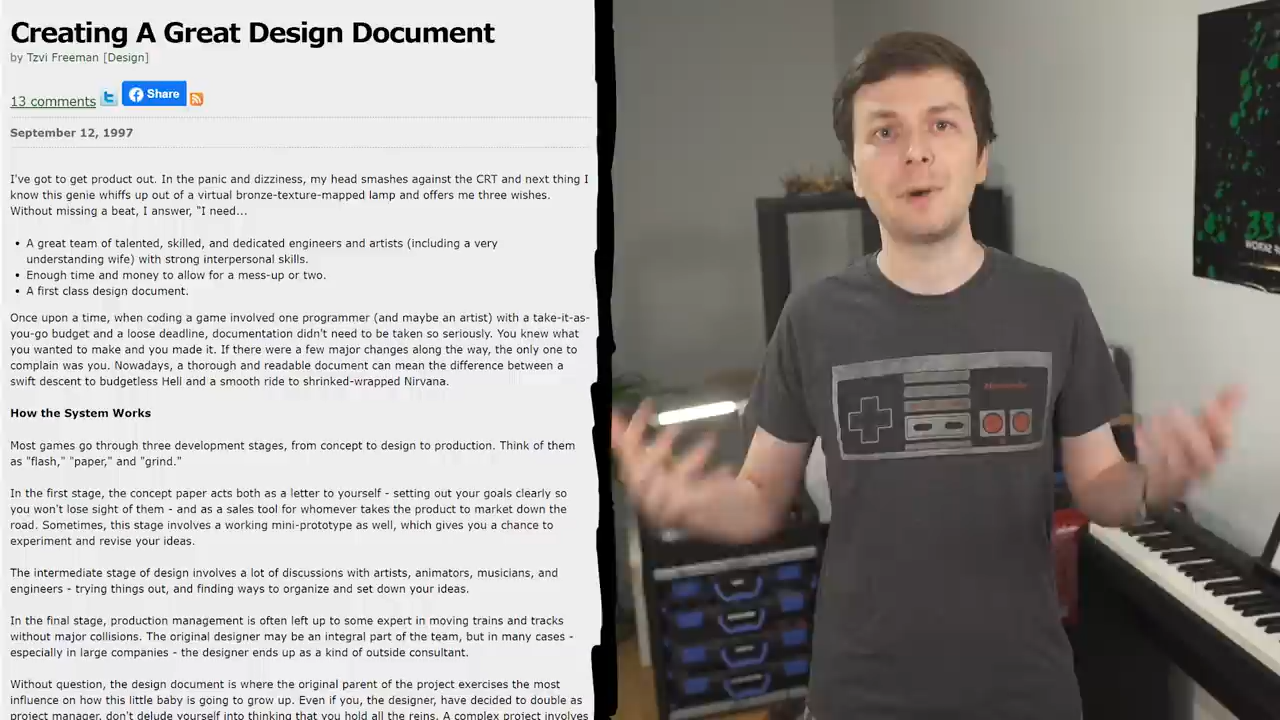 Creating A Great Design Document
by Tzvi Freeman [Design]
13 comments
Share
September 12, 1997
I've got to get product out. In the panic and dizziness, my head smashes against the CRT and next thing I
know this genie whiffs up out of a virtual bronze-texture-mapped lamp and offers me three wishes.
Without missing a beat, I answer, "I need...
• A great team of talented, skilled, and dedicated engineers and artists (including a very
understanding wife) with strong interpersonal skills.
• Enough time and money to allow for a mess-up or two.
• A first class design document.
Once upon a time, when coding a game involved one programmer (and maybe an artist) with a take-it-as-
you-go budget and a loose deadline, documentation didn't need to be taken so seriously. You knew what
you wanted to make and you made it. If there were a few major changes along the way, the only one to
complain was you. Nowadays, a thorough and readable document can mean the difference between a
swift descent to budgetless Hell and a smooth ride to shrinked-wrapped Nirvana.
How the System Works
Most games go through three development stages, from concept to design to production. Think of them
as "flash," "paper," and "grind."
In the first stage, the concept paper acts both as a letter to yourself - setting out your goals clearly so
you won't lose sight of them - and as a sales tool for whomever takes the product to market down the
road. Sometimes, this stage involves a working mini-prototype as well, which gives you a chance to
experiment and revise your ideas.
The intermediate stage of design involves a lot of discussions with artists, animators, musicians, and
engineers - trying things out, and finding ways to organize and set down your ideas.
In the final stage, production management is often left up to some expert in moving trains and tracks
without major collisions. The original designer may be an integral part of the team, but in many cases -
especially in large companies - the designer ends up as a kind of outside consultant.
Without question, the design document is where the original parent of the project exercises the most
influence on how this little baby is going to grow up. Even if you, the designer, have decided to double as
project manager, don't delude yourself into thinking that you hold all the reins. A complex project involves
Nintendo